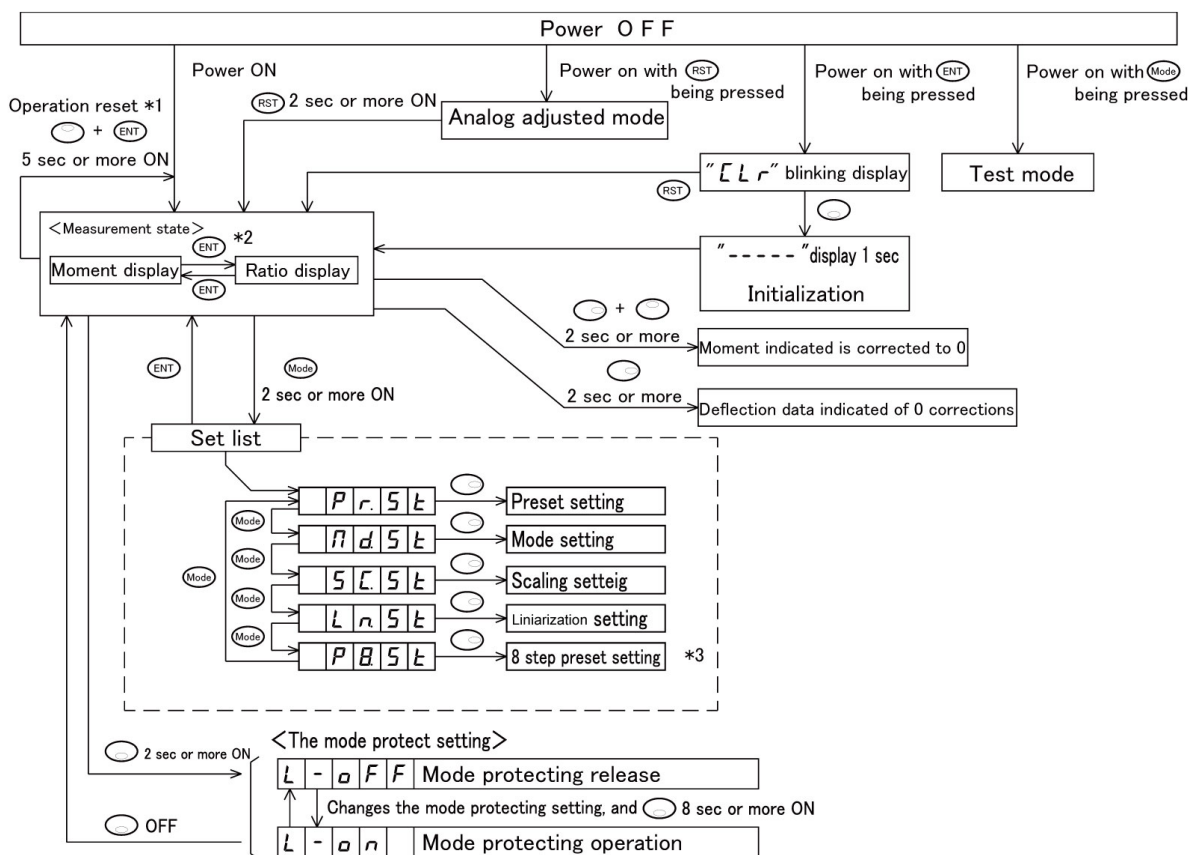 Power O F F
Power ON
Power on with RST
being pressed
Power on with ENT
being pressed
Power on with Mode
being pressed
Operation reset *1
+ ENT
5 sec or more ON
RST 2 sec or more ON
Analog adjusted mode
"CLr" blinking display
Test mode
RST
<Measurement state>
ENT *2
Moment display
Ratio display
ENT
"-----" display 1 sec
Initialization
+
2 sec or more
Moment indicated is corrected to 0
2 sec or more
Deflection data indicated of 0 corrections
ENT
Mode
2 sec or more ON
Set list
Pr.St
Preset setting
Mode
Md.St
Mode setting
Mode
Mode
SC.St
Scaling setteig
Mode
Ln.St
Liniarization setting
Mode
P8.St
8 step preset setting *3
<The mode protect setting>
2 sec or more ON
L-oFF Mode protecting release
Changes the mode protecting setting, and 8 sec or more ON
OFF
L-on Mode protecting operation